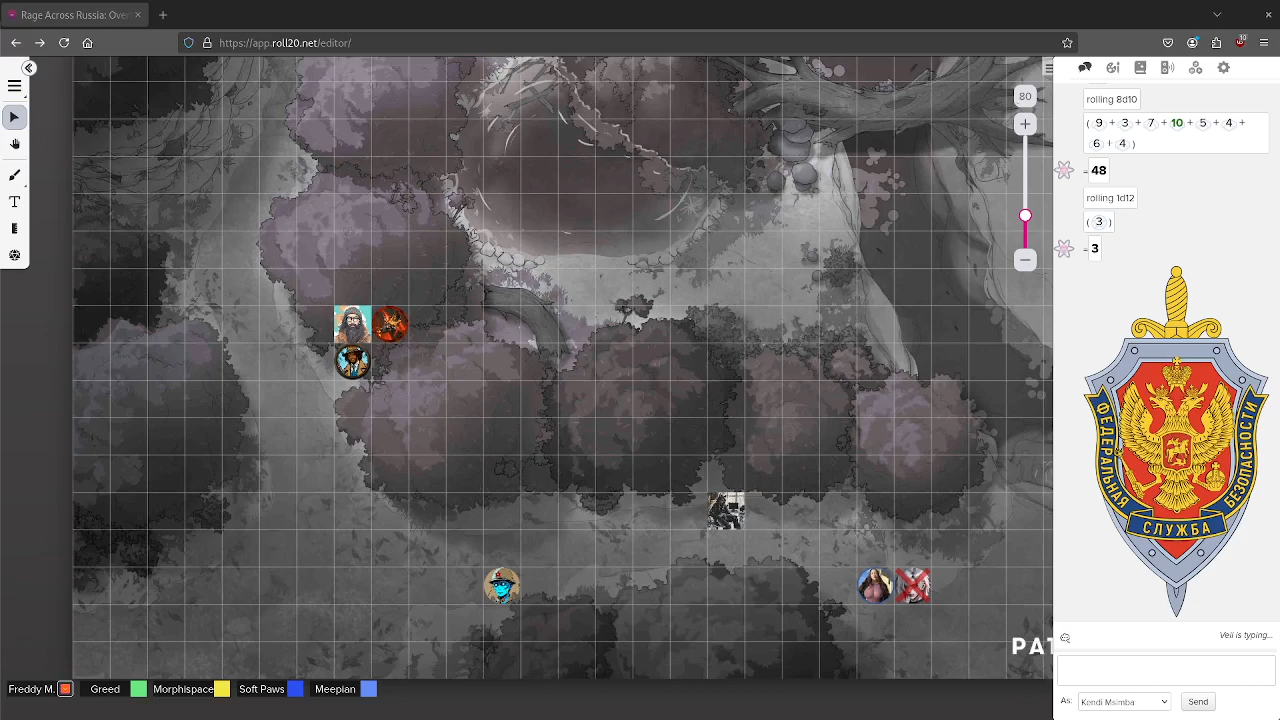 Rage Across Russia: Over
https://app.roll20.net/editor/
10
80
rolling 8d10
( 9 + 3 + 7 + 10 + 5 + 4 +
6 + 4 )
= 48
rolling 1d12
( 3 )
= 3
ФЕДЕРАЛЬНАЯ
СЛУЖБА
БЕЗОПАСНОСТИ
PAT
Veil is typing...
As:
Kendi Msimba
Send
Freddy M.
Greed
Morphispace
Soft Paws
Meeplan